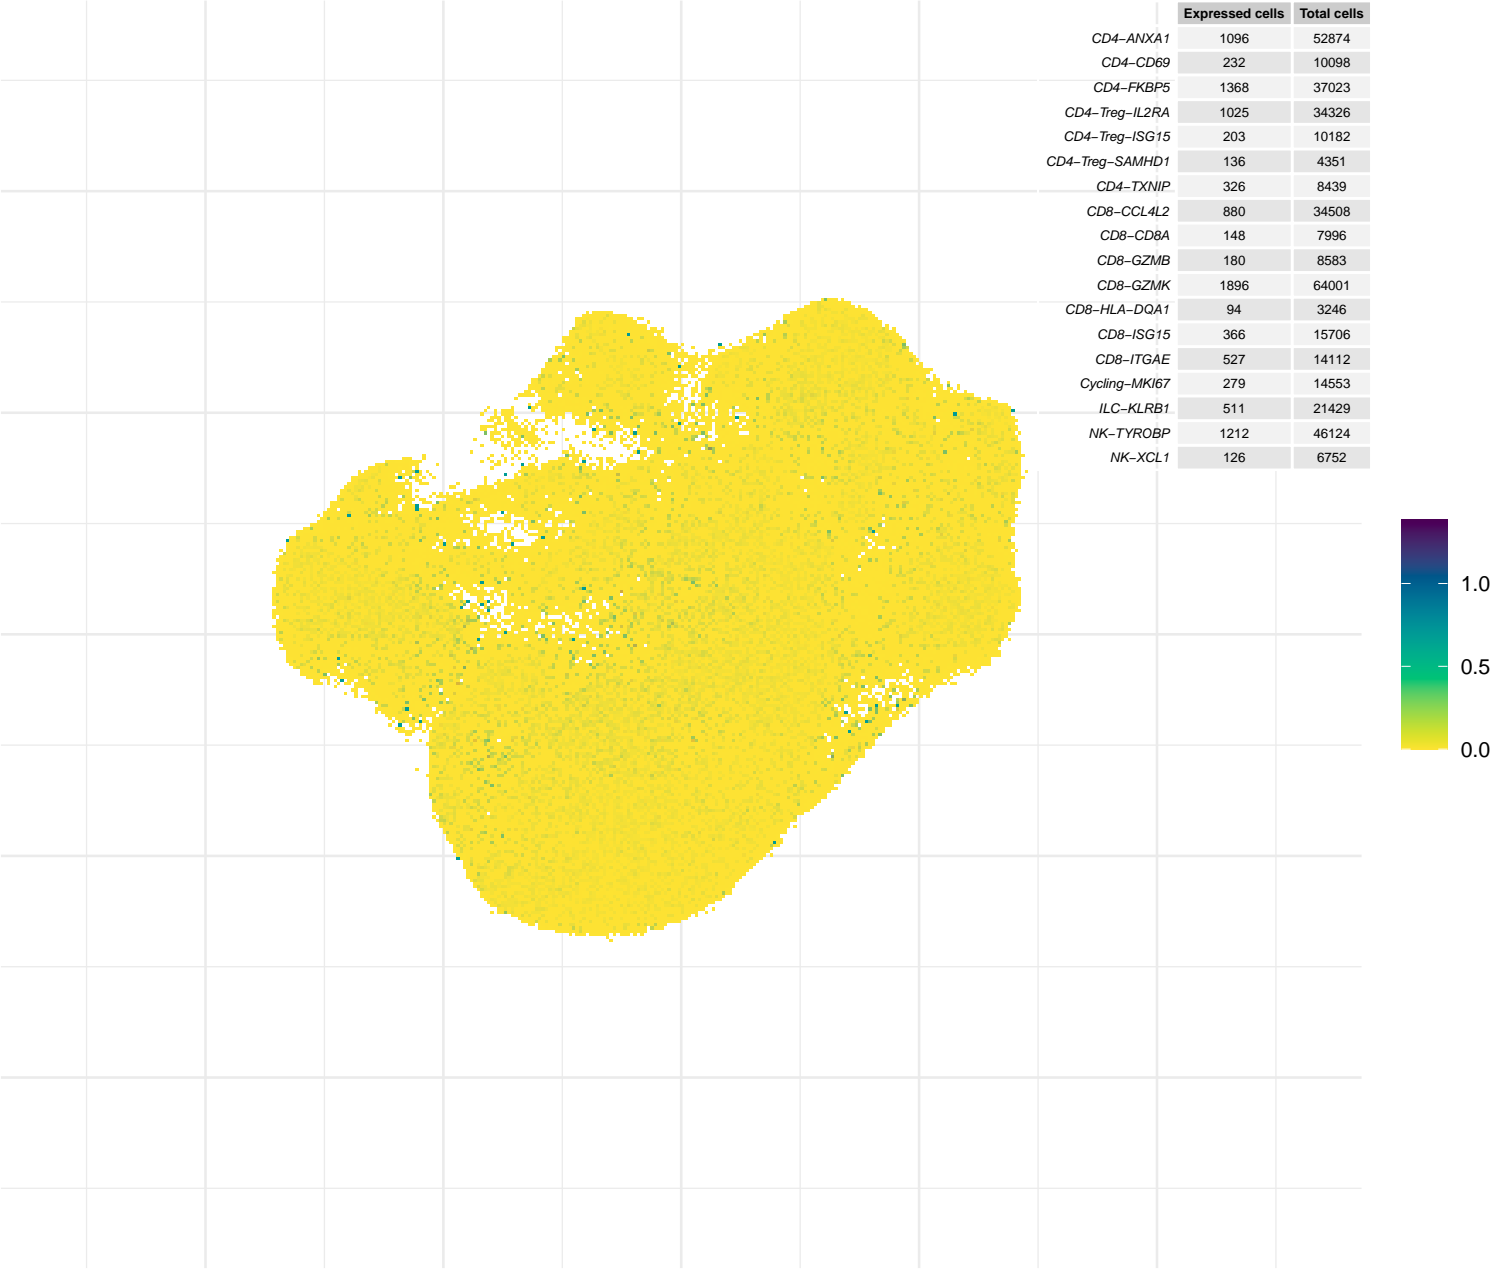 Expressed cells Total cells
CD4−ANXA1 1096 52874
CD4−CD69 232 10098
CD4−FKBP5 1368 37023
CD4−Treg−IL2RA 1025 34326
CD4−Treg−ISG15 203 10182
CD4−Treg−SAMHD1 136 4351
CD4−TXNIP 326 8439
CD8−CCL4L2 880 34508
CD8−CD8A 148 7996
CD8−GZMB 180 8583
CD8−GZMK 1896 64001
CD8−HLA−DQA1 94 3246
CD8−ISG15 366 15706
CD8−ITGAE 527 14112
Cycling−MKI67 279 14553
ILC−KLRB1 511 21429
NK−TYROBP 1212 46124
NK−XCL1 126 6752
1.0
0.5
0.0